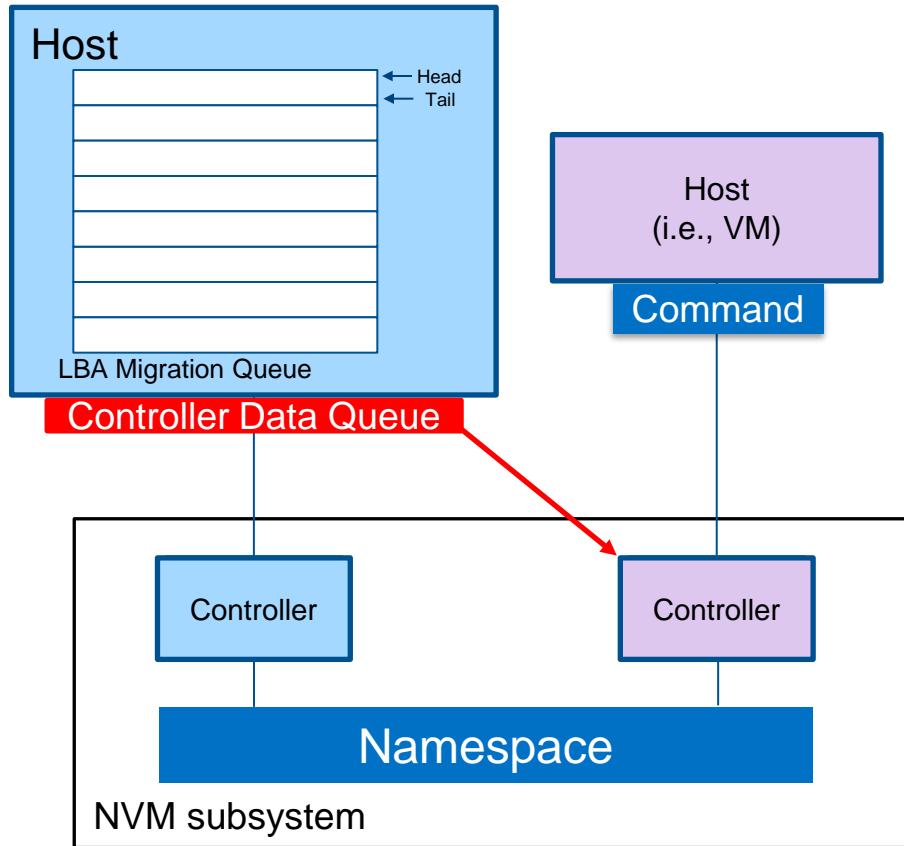 Host
Head
Tail
LBA Migration Queue
Controller Data Queue
Host
(i.e., VM)
Command
Controller
Controller
Namespace
NVM subsystem